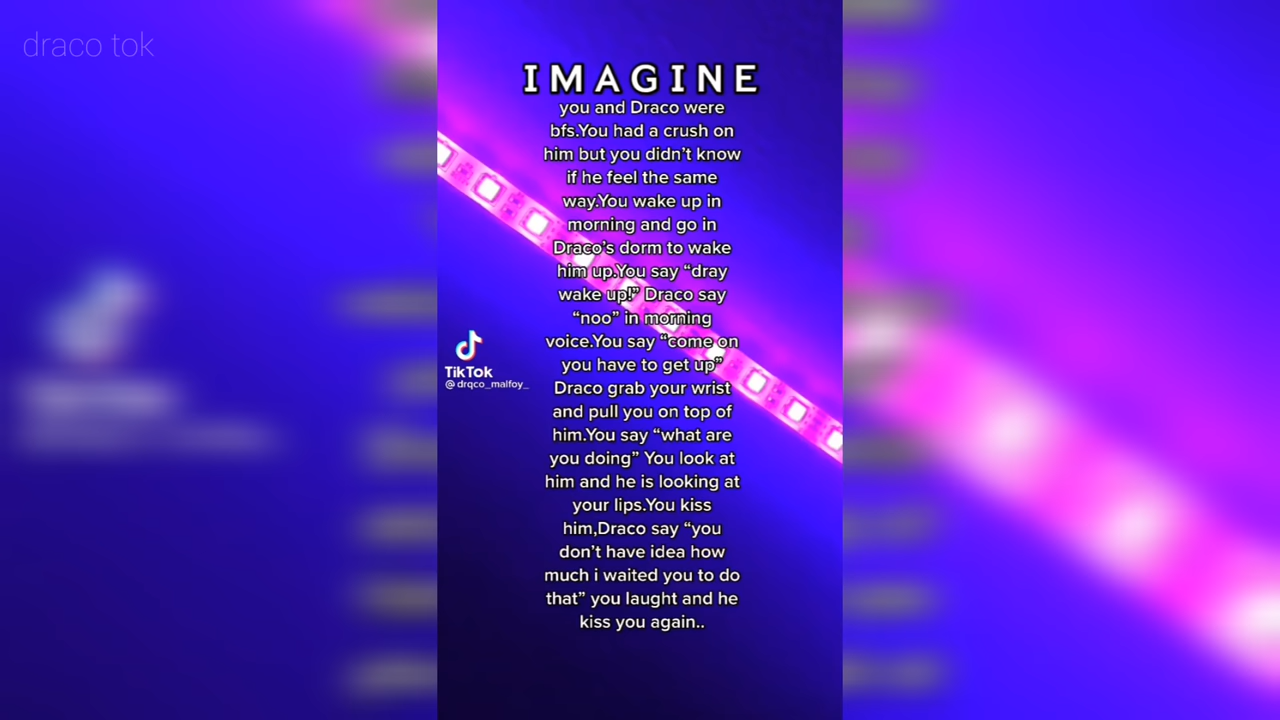 draco tok
IMAGINE
you and Draco were
bfs.You had a crush on
him but you didn't know
if he feel the same
way.You wake up in
morning and go in
Draco's dorm to wake
him up.You say “dray
wake up!” Draco say
“noo” in morning
voice.You say “come on
you have to get up”
Draco grab your wrist
and pull you on top of
him.You say “what are
you doing” You look at
him and he is looking at
your lips.You kiss
him,Draco say “you
don't have idea how
much i waited you to do
that” you laught and he
kiss you again..
TikTok
@drqco_malfoy_